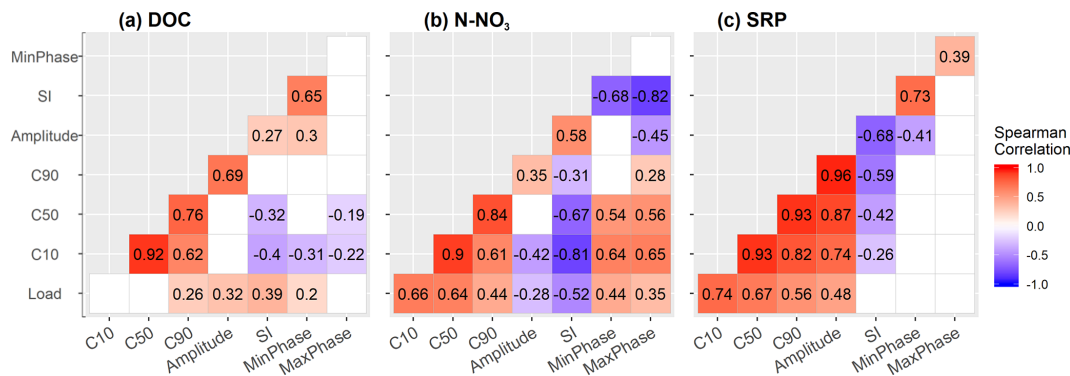 (a) DOC (b) N-NO₃ (c) SRP
MinPhase 0.39
SI 0.65 -0.68 -0.82 0.73
Amplitude 0.27 0.3 0.58 -0.45 -0.68 -0.41
C90 0.69 0.35 -0.31 0.28 0.96 -0.59
C50 0.76 -0.32 -0.19 0.84 -0.67 0.54 0.56 0.93 0.87 -0.42
C10 0.92 0.62 -0.4 -0.31 -0.22 0.9 0.61 -0.42 -0.81 0.64 0.65 0.93 0.82 0.74 -0.26
Load 0.26 0.32 0.39 0.2 0.66 0.64 0.44 -0.28 -0.52 0.44 0.35 0.74 0.67 0.56 0.48
C10 C50 C90 Amplitude SI MinPhase MaxPhase C10 C50 C90 Amplitude SI MinPhase MaxPhase C10 C50 C90 Amplitude SI MinPhase MaxPhase
Spearman
Correlation
1.0
0.5
0.0
-0.5
-1.0